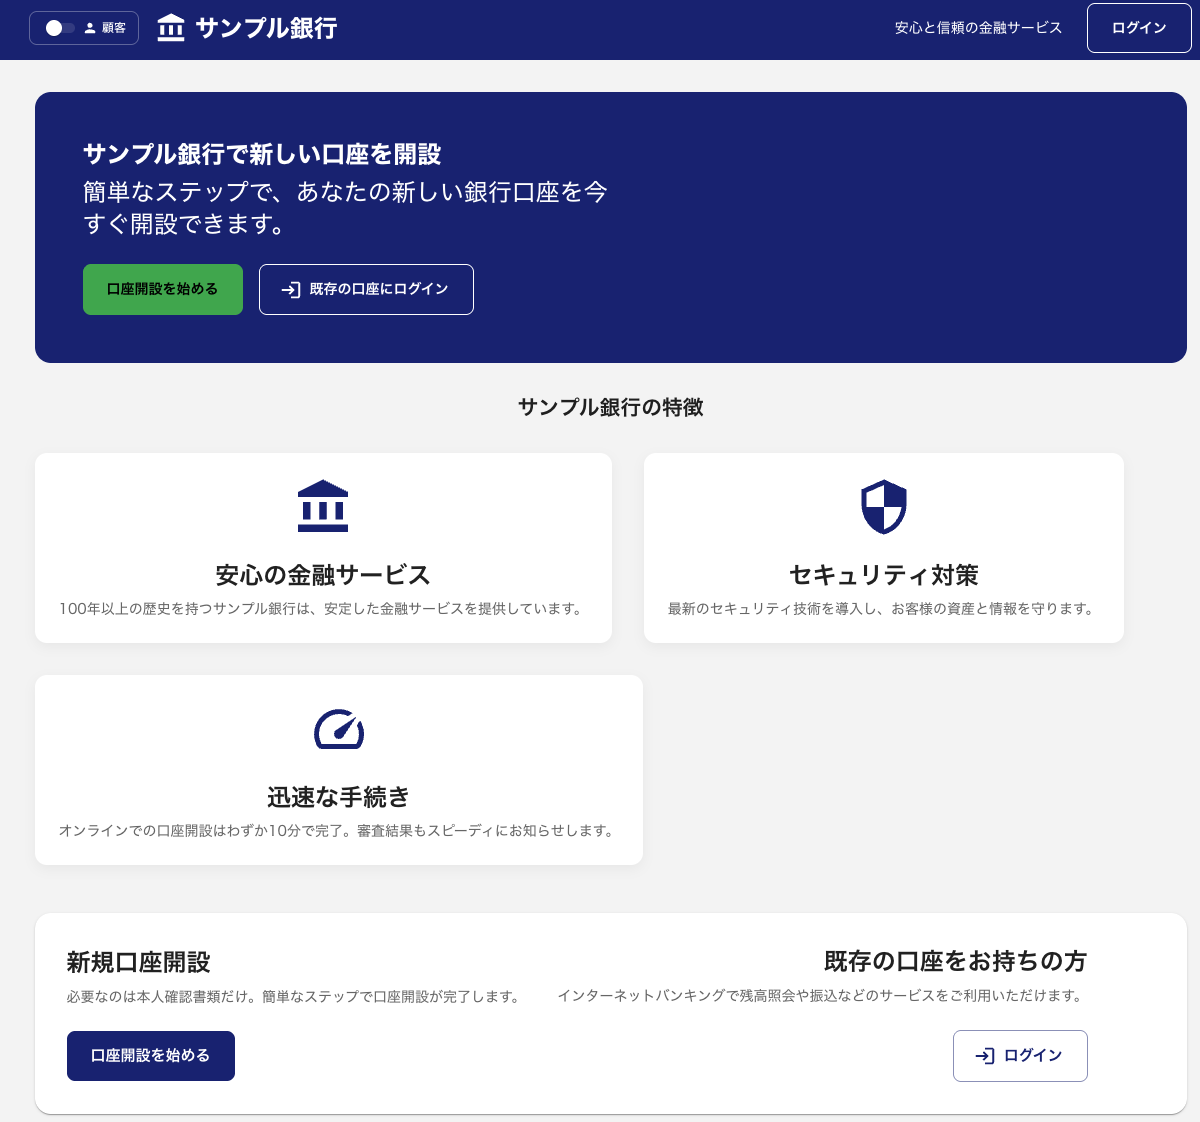 顧客
サンプル銀行
安心と信頼の金融サービス
ログイン
サンプル銀行で新しい口座を開設
簡単なステップで、あなたの新しい銀行口座を今
すぐ開設できます。
口座開設を始める
既存の口座にログイン
サンプル銀行の特徴
安心の金融サービス
100年以上の歴史を持つサンプル銀行は、安定した金融サービスを提供しています。
セキュリティ対策
最新のセキュリティ技術を導入し、お客様の資産と情報を守ります。
迅速な手続き
オンラインでの口座開設はわずか10分で完了。審査結果もスピーディにお知らせします。
新規口座開設
必要なのは本人確認書類だけ。簡単なステップで口座開設が完了します。
口座開設を始める
既存の口座をお持ちの方
インターネットバンキングで残高照会や振込などのサービスをご利用いただけます。
ログイン